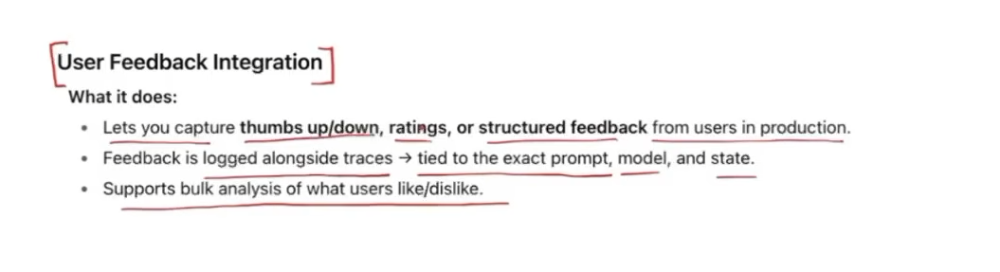 User Feedback Integration
What it does:
• Lets you capture thumbs up/down, ratings, or structured feedback from users in production.
• Feedback is logged alongside traces → tied to the exact prompt, model, and state.
• Supports bulk analysis of what users like/dislike.